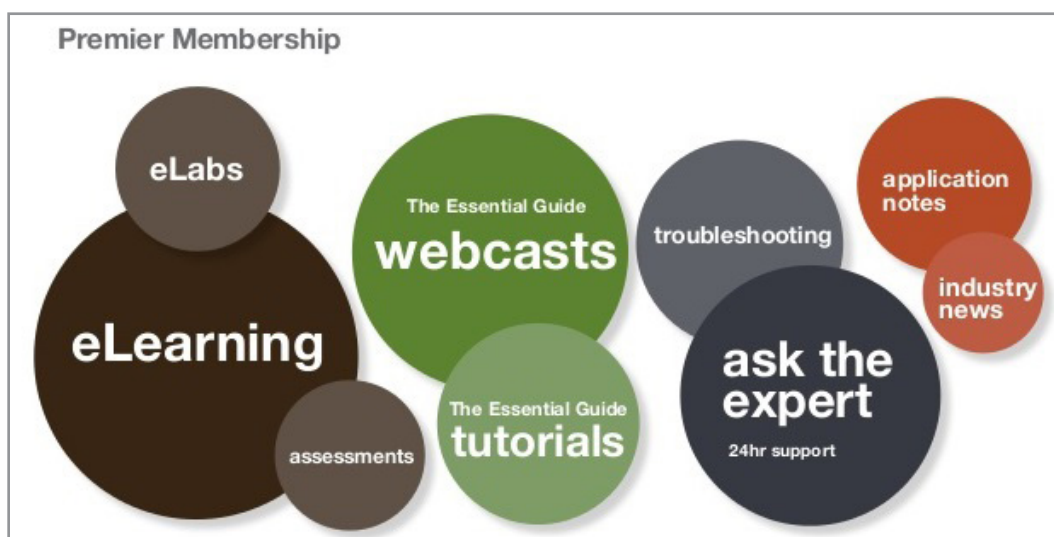 Premier Membership
eLabs
eLearning
assessments
The Essential Guide
webcasts
The Essential Guide
tutorials
troubleshooting
ask the
expert
24hr support
application
notes
industry
news